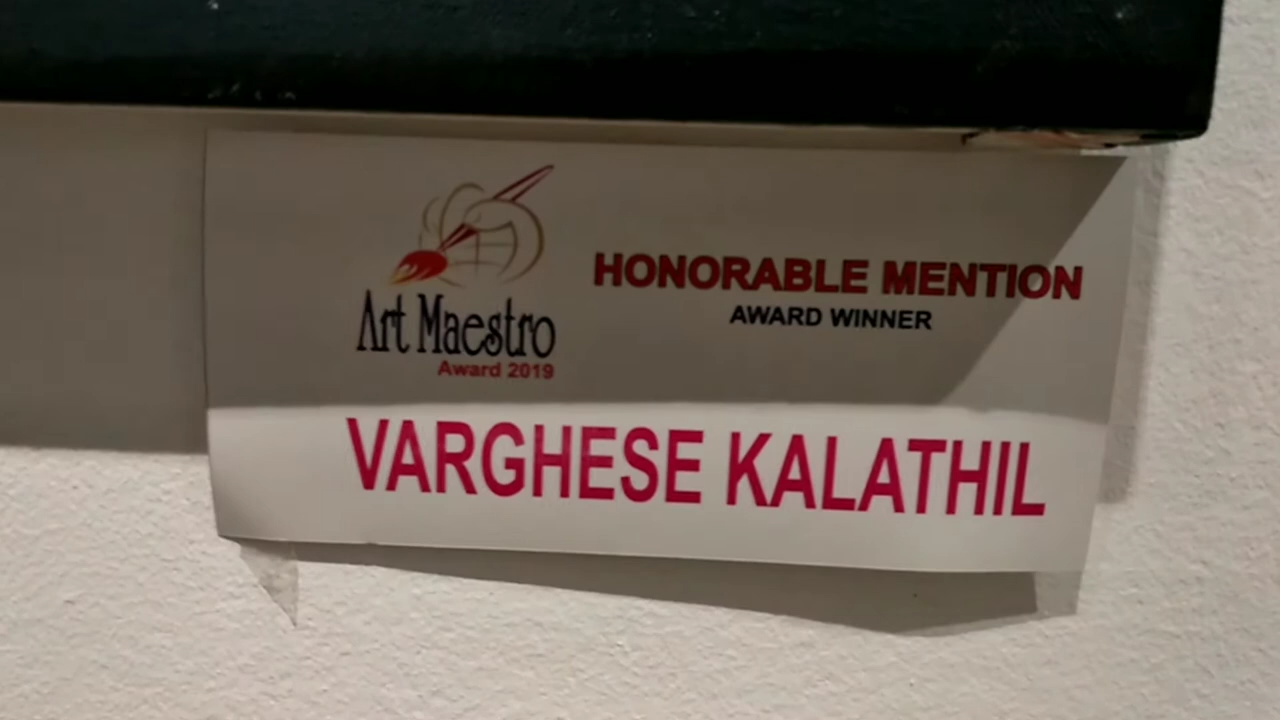 Art Maestro
Award 2019
HONORABLE MENTION
AWARD WINNER
VARGHESE KALATHIL